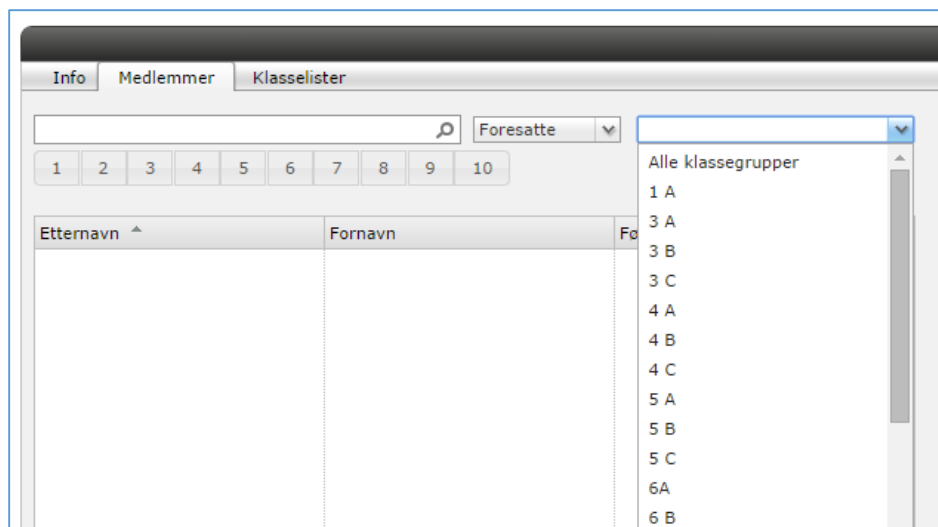 Info Medlemmer Klasselister
Foresatte
1 2 3 4 5 6 7 8 9 10
Alle klassegrupper
1 A
Etternavn Fornavn Fø
3 A
3 B
3 C
4 A
4 B
4 C
5 A
5 B
5 C
6A
6 B